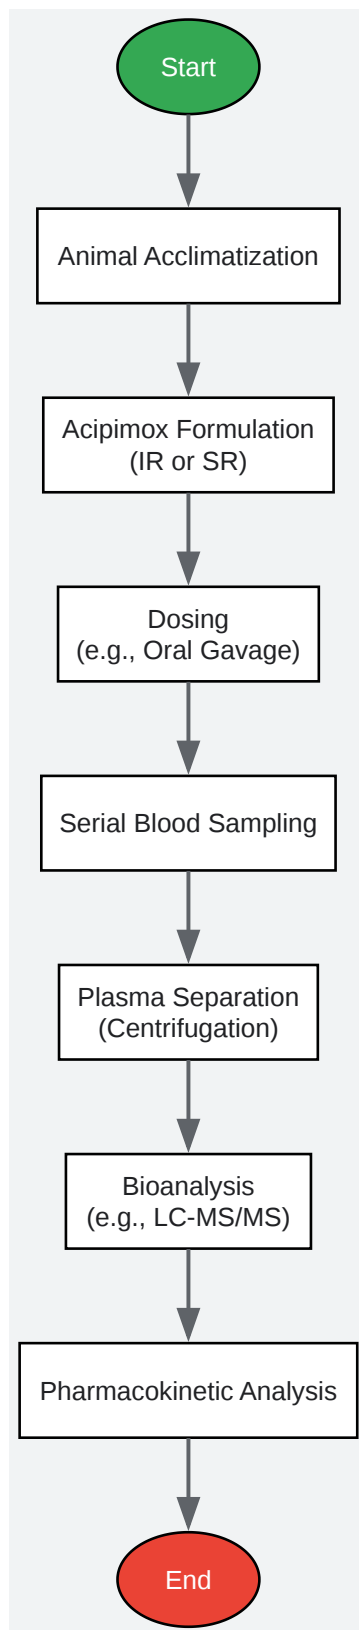 Start
Animal Acclimatization
Acipimox Formulation
(IR or SR)
Dosing
(e.g., Oral Gavage)
Serial Blood Sampling
Plasma Separation
(Centrifugation)
Bioanalysis
(e.g., LC-MS/MS)
Pharmacokinetic Analysis
End